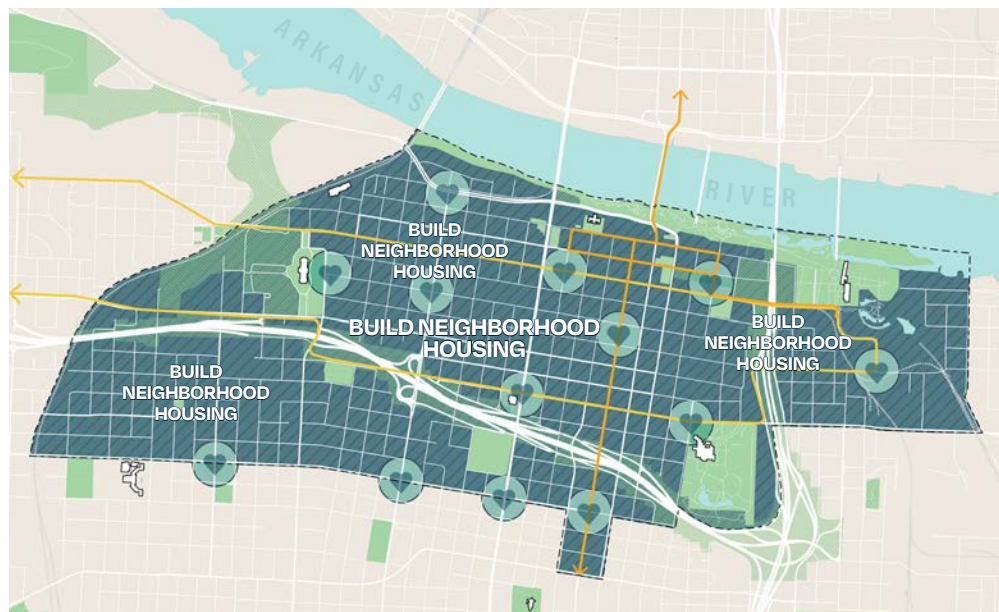 ARKANSAS
RIVER
BUILD
NEIGHBORHOOD
HOUSING
BUILD NEIGHBORHOOD
HOUSING
BUILD
NEIGHBORHOOD
HOUSING
BUILD
NEIGHBORHOOD
HOUSING